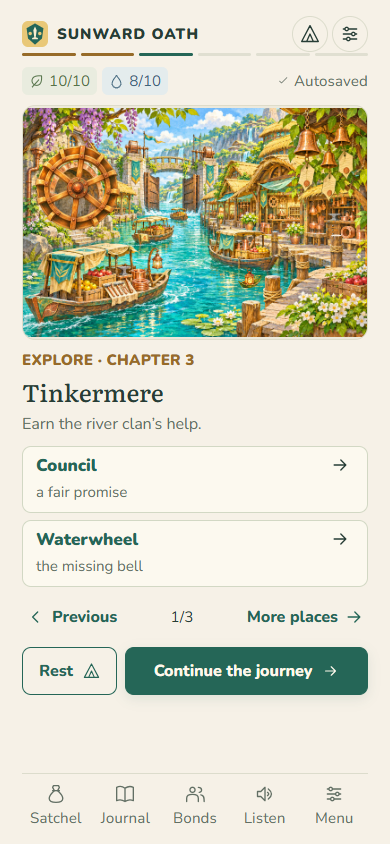 SUNWARD OATH
10/10 8/10 Autosaved
EXPLORE · CHAPTER 3
Tinkermere
Earn the river clan's help.
Council
a fair promise
Waterwheel
the missing bell
Previous 1/3 More places
Rest Continue the journey
Satchel Journal Bonds Listen Menu